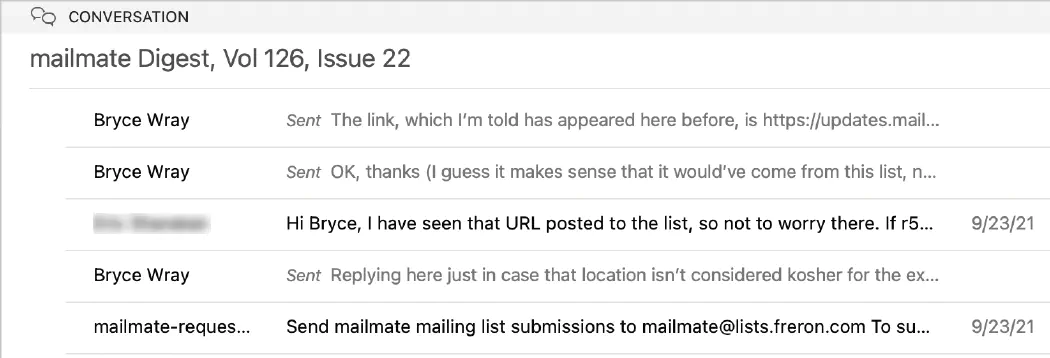 CONVERSATION
mailmate Digest, Vol 126, Issue 22
Bryce Wray Sent The link, which I’m told has appeared here before, is https://updates.mail...
Bryce Wray Sent OK, thanks (I guess it makes sense that it would’ve come from this list, n...
Hi Bryce, I have seen that URL posted to the list, so not to worry there. If r5... 9/23/21
Bryce Wray Sent Replying here just in case that location isn’t considered kosher for the ex...
mailmate-reques... Send mailmate mailing list submissions to mailmate@lists.freron.com To su... 9/23/21